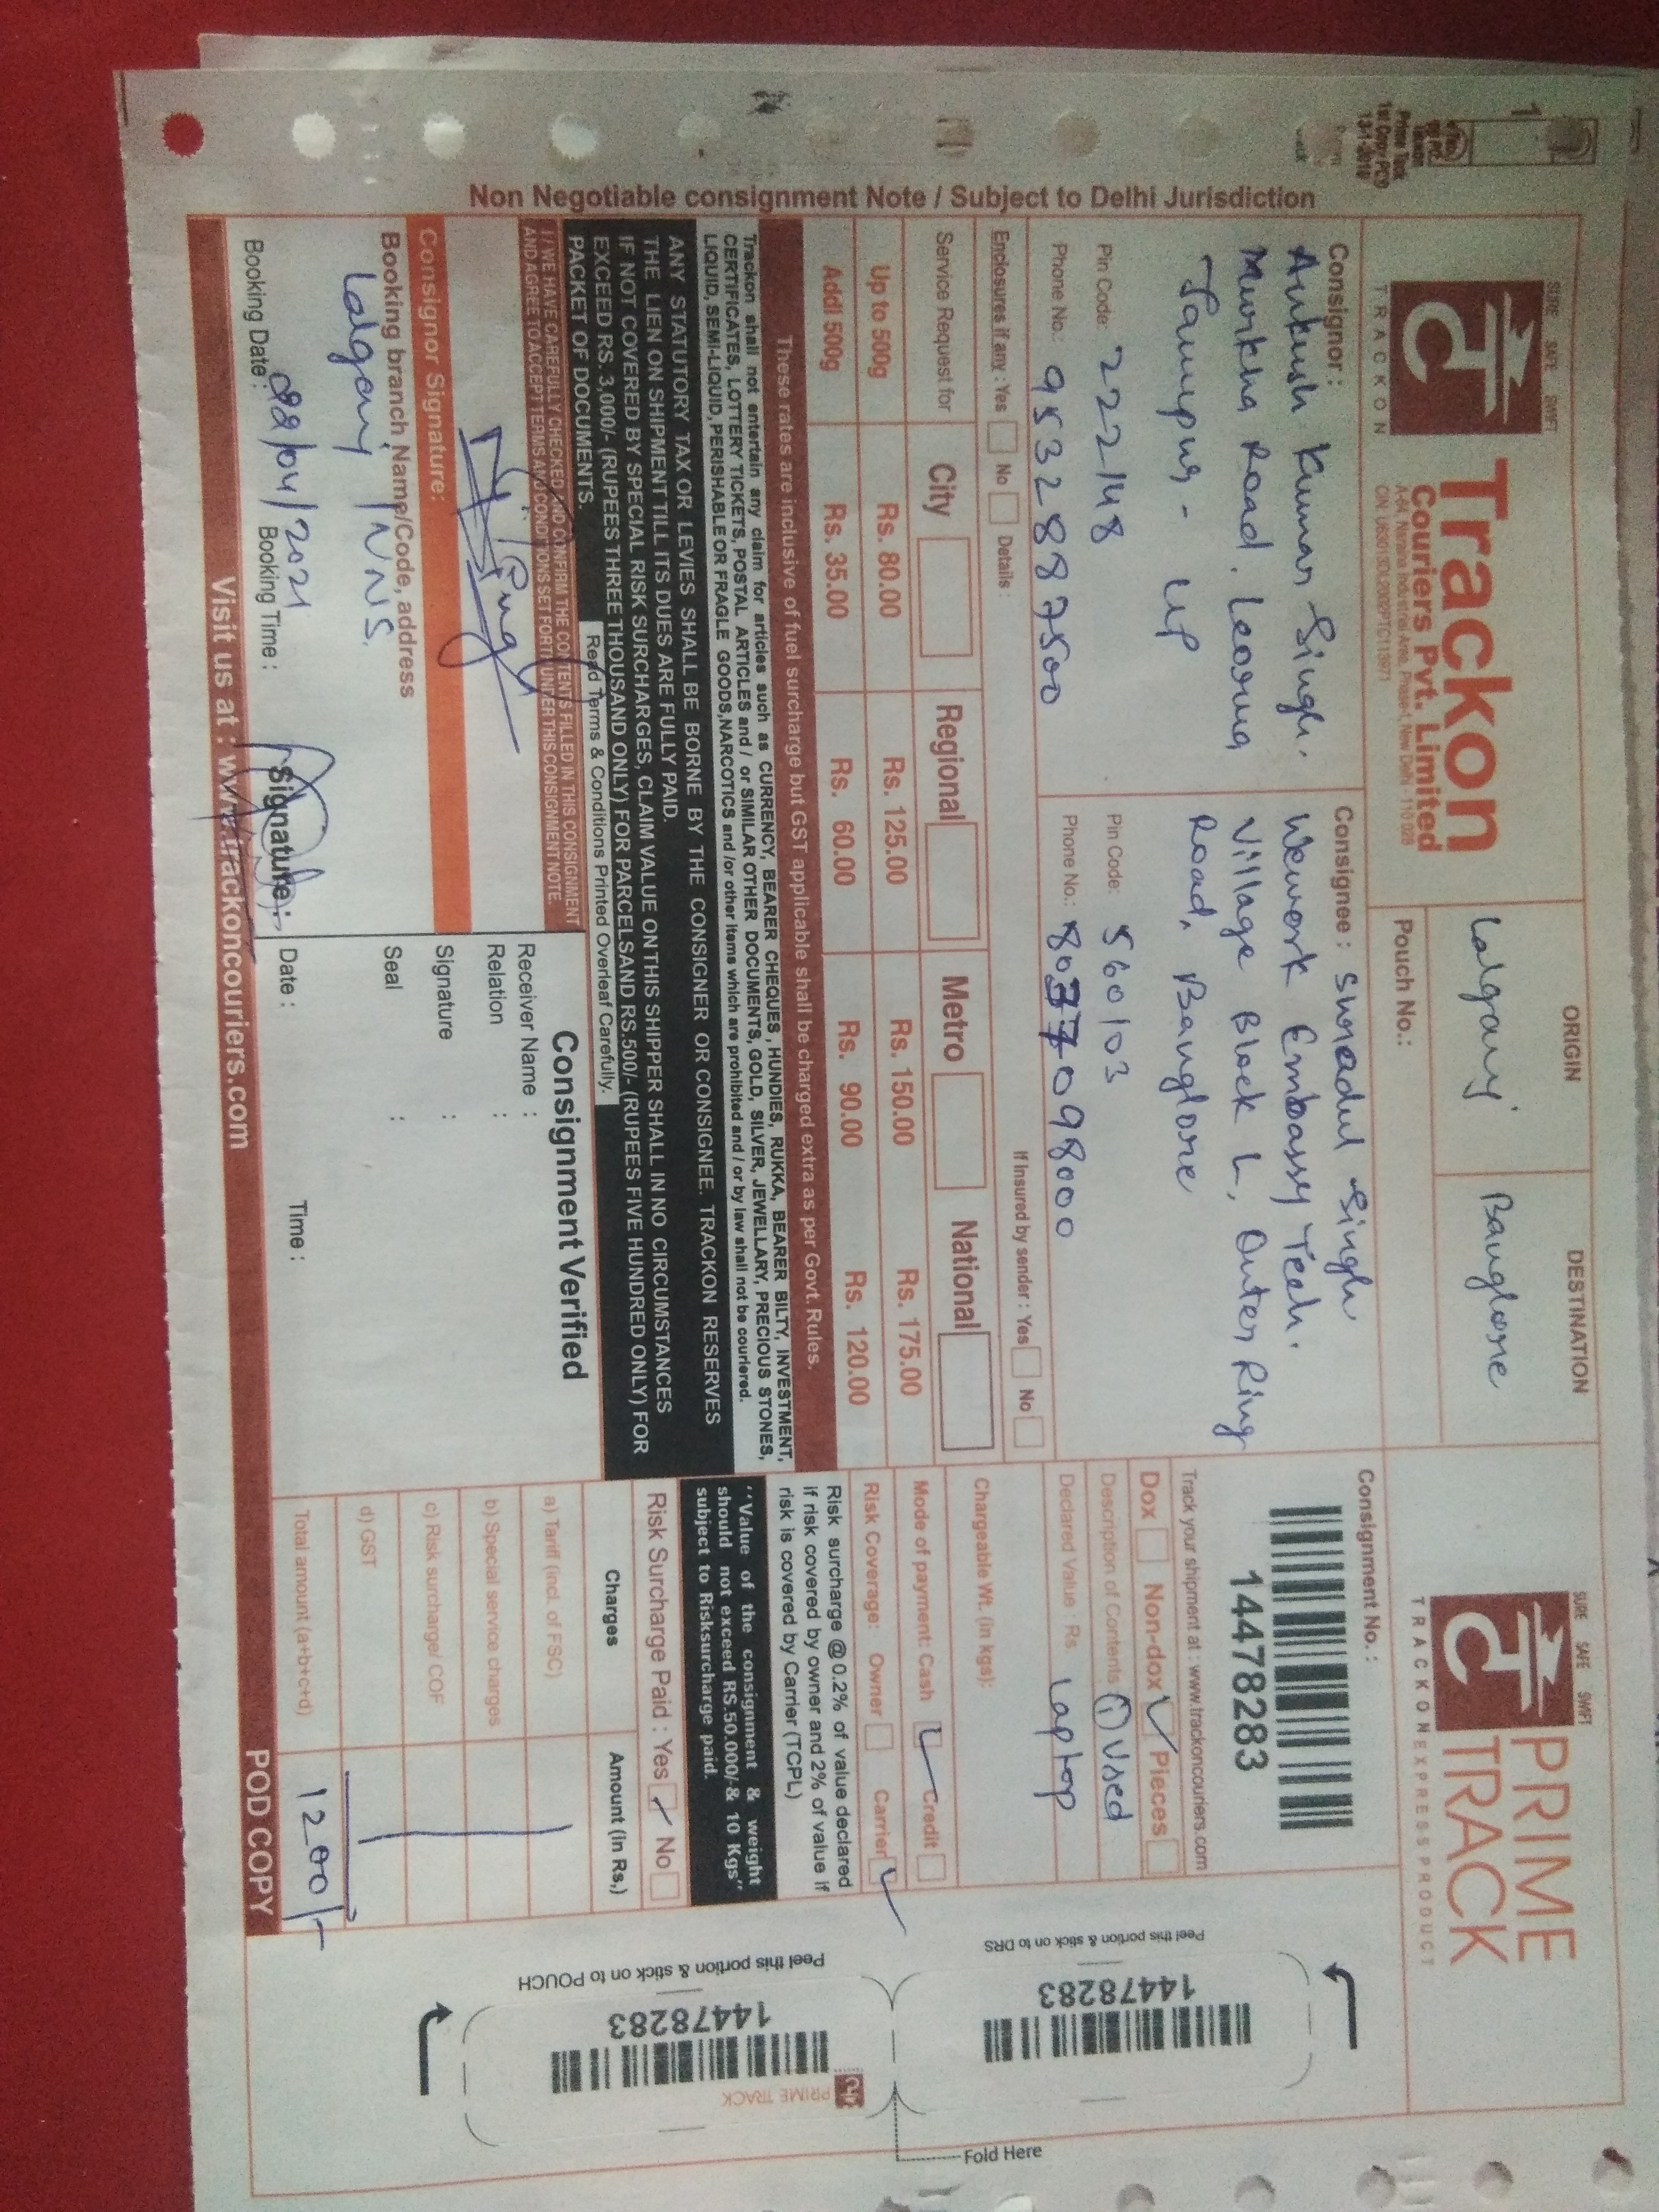 SURE SAFE SWIFT
TRACKON
Trackon
Couriers Pvt. Limited
A-64, Naraina Industrial Area, Phase-1, New Delhi - 110 028
CIN: U63013DL2002PTC113971
ORIGIN
Lalganj
DESTINATION
Banglore
Pouch No.:
SURE SAFE SWIFT
PRIME
TRACK
TRACKON EXPRESS PRODUCT
1
Prime Track
1st Copy POD
Non Negotiable consignment Note / Subject to Delhi Jurisdiction
Consignor :
Ankush Kumar Singh.
Murkha Road, Leorma
Jaunpur - UP
Pin Code: 222148
Phone No.: 9532887500
Consignee : Shradul Singh
Wework Embassy Tech.
Village Block L, Outer Ring
Road, Banglore
Pin Code: 560103
Phone No.: 8037098000
Consignment No. :
14478283
Track your shipment at : www.trackoncouriers.com
Dox Non-dox Pieces
Description of Contents ① Used
Declared Value : Rs. Laptop
Chargeable Wt. (in kgs):
Mode of payment: Cash Credit
Risk Coverage: Owner Carrier
Risk surcharge @ 0.2% of value declared
if risk covered by owner and 2% of value if
risk is covered by Carrier (TCPL)
"Value of the consignment & weight
should not exceed RS.50.000/-& 10 Kgs"
subject to Risksurcharge paid.
Risk Surcharge Paid : Yes No
Charges Amount (in Rs,)
a) Tariff (incl. of FSC)
b) Special service charges
c) Risk surcharge/ COF
d) GST
Total amount (a+b+c+d) 1200/-
POD COPY
If Insured by sender : Yes No
Enclosures if any : Yes No Details :
Service Request for City Regional Metro National
Up to 500g Rs. 80.00 Rs. 125.00 Rs. 150.00 Rs. 175.00
Addl 500g Rs. 35.00 Rs. 60.00 Rs. 90.00 Rs. 120.00
These rates are inclusive of fuel surcharge but GST applicable shall be charged extra as per Govt. Rules.
Trackon shall not entertain any claim for articles such as CURRENCY, BEARER CHEQUES , HUNDIES, RUKKA, BEARER BILTY, INVESTMENT,
CERTIFICATES, LOTTERY TICKETS, POSTAL ARTICLES and / or SIMILAR OTHER DOCUMENTS, GOLD, SILVER, JEWELLARY, PRECIOUS STONES,
LIQUID, SEMI-LIQUID, PERISHABLE OR FRAGLE GOODS,NARCOTICS and /or other items which are prohibited and / or by law shall not be couriered.
ANY STATUTORY TAX OR LEVIES SHALL BE BORNE BY THE CONSIGNER OR CONSIGNEE. TRACKON RESERVES
THE LIEN ON SHIPMENT TILL ITS DUES ARE FULLY PAID.
IF NOT COVERED BY SPECIAL RISK SURCHARGES, CLAIM VALUE ON THIS SHIPPER SHALL IN NO CIRCUMSTANCES
EXCEED RS. 3,000/- (RUPEES THREE THOUSAND ONLY) FOR PARCELSAND RS.500/- (RUPEES FIVE HUNDRED ONLY) FOR
PACKET OF DOCUMENTS.
Read Terms & Conditions Printed Overleaf Carefully.
I / WE HAVE CAREFULLY CHECKED AND CONFIRM THE CONTENTS FILLED IN THIS CONSIGNMENT
AND AGREE TO ACCEPT TERMS AND CONDITIONS SET FORTH UNDER THIS CONSIGNMENT NOTE.
Consignor Signature:
Booking branch Name/Code, address
Lalganj / VNS
Booking Date : 22/04/2021 Booking Time : Signature :
Consignment Verified
Receiver Name :
Relation :
Signature :
Seal :
Date : Time :
Visit us at : www.trackoncouriers.com
Peel this portion & stick on to DRS
14478283
Fold Here
Peel this portion & stick on to POUCH
14478283
PRIME TRACK